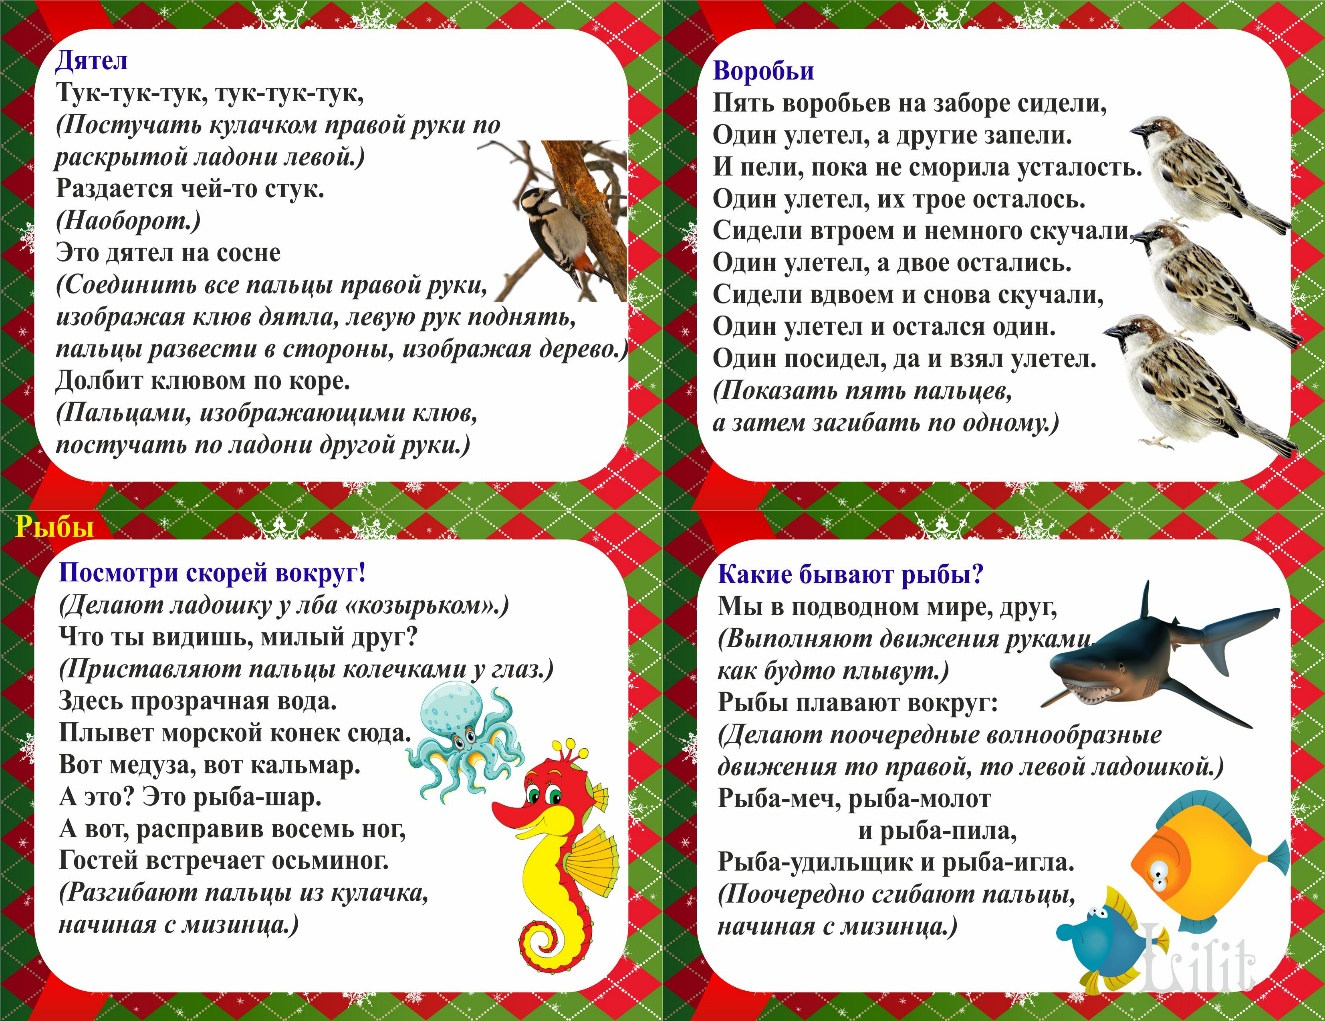 Дятел
Тук-тук-тук, тук-тук-тук,
(Постучать кулачком правой руки по
раскрытой ладони левой.)
Раздается чей-то стук.
(Наоборот.)
Это дятел на сосне
(Соединить все пальцы правой руки,
изображая клюв дятла, левую рук поднять,
пальцы развести в стороны, изображая дерево.)
Долбит клювом по коре.
(Пальцами, изображающими клюв,
постучать по ладони другой руки.)
Воробьи
Пять воробьев на заборе сидели,
Один улетел, а другие запели.
И пели, пока не сморила усталость.
Один улетел, их трое осталось.
Сидели втроем и немного скучали,
Один улетел, а двое остались.
Сидели вдвоем и снова скучали,
Один улетел и остался один.
Один посидел, да и взял улетел.
(Показать пять пальцев,
а затем загибать по одному.)
Рыбы
Посмотри скорей вокруг!
(Делают ладошку у лба «козырьком».)
Что ты видишь, милый друг?
(Приставляют пальцы колечками у глаз.)
Здесь прозрачная вода.
Плывет морской конек сюда.
Вот медуза, вот кальмар.
А это? Это рыба-шар.
А вот, расправив восемь ног,
Гостей встречает осьминог.
(Разгибают пальцы из кулачка,
начиная с мизинца.)
Какие бывают рыбы?
Мы в подводном мире, друг,
(Выполняют движения руками,
как будто плывут.)
Рыбы плавают вокруг:
(Делают поочередные волнообразные
движения то правой, то левой ладошкой.)
Рыба-меч, рыба-молот
и рыба-пила,
Рыба-удильщик и рыба-игла.
(Поочередно сгибают пальцы,
начиная с мизинца.)
Lilit